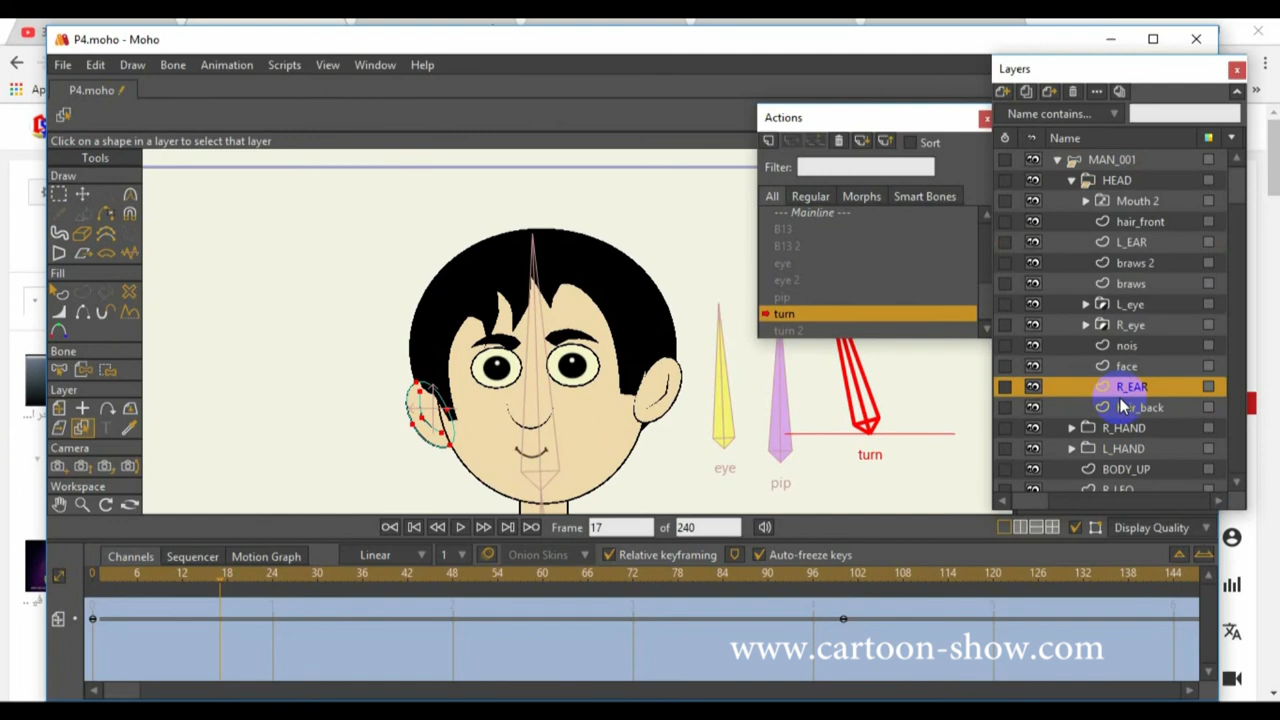 P4.moho - Moho
File Edit Draw Bone Animation Scripts View Window Help
P4.moho
Click on a shape in a layer to select that layer
Tools
Draw
Fill
Bone
Layer
Camera
Workspace
Actions
Sort
Filter:
All Regular Morphs Smart Bones
--- Mainline ---
B13
B13 2
eye
eye 2
pip
turn
turn 2
eye
pip
turn
Layers
Name contains...
Name
MAN_001
HEAD
Mouth 2
hair_front
L_EAR
braws 2
braws
L_eye
R_eye
nois
face
R_EAR
hair_back
R_HAND
L_HAND
BODY_UP
Frame 17 of 240
Display Quality
Channels Sequencer Motion Graph Linear 1 Onion Skins Relative keyframing Auto-freeze keys
0 6 12 18 24 30 36 42 48 54 60 66 72 78 84 90 96 102 108 114 120 126 132 138 144
www.cartoon-show.com